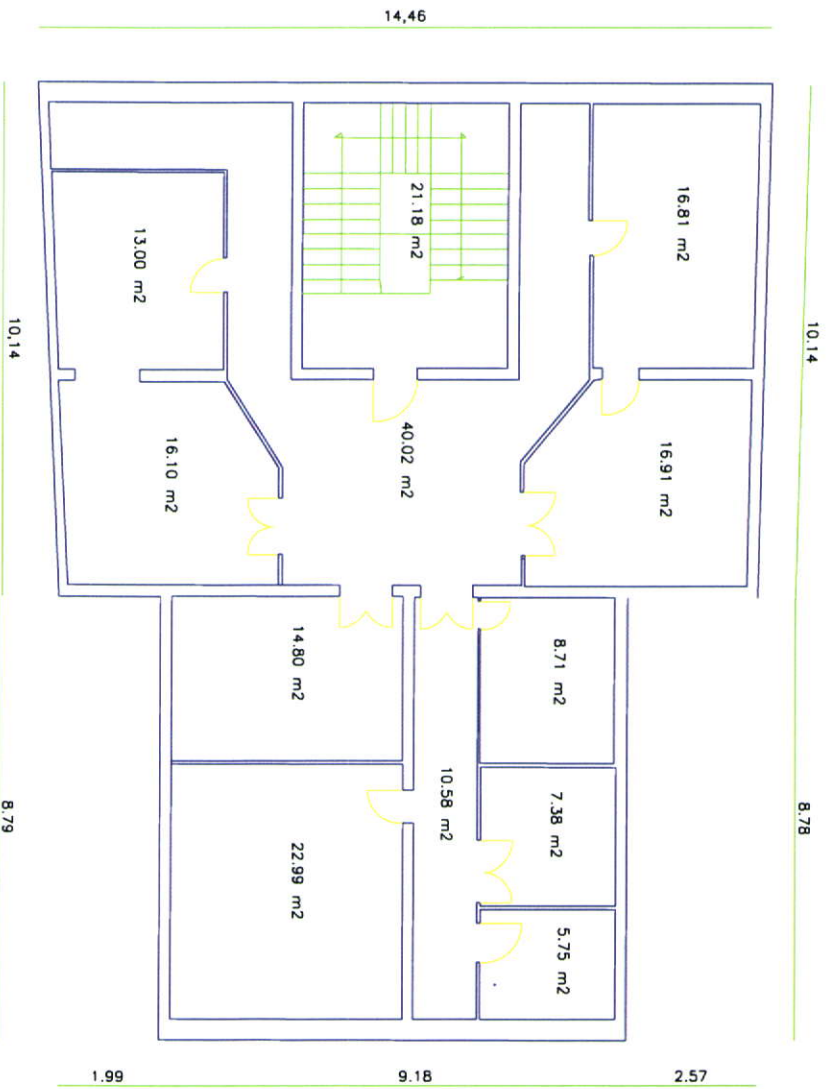 14,46
10.14
10,14
16.81 m2
21.18 m2
13.00 m2
16.91 m2
40.02 m2
16.10 m2
8.71 m2
14.80 m2
10.58 m2
7.38 m2
22.99 m2
5.75 m2
8.78
8.79
1.99
9.18
2.57